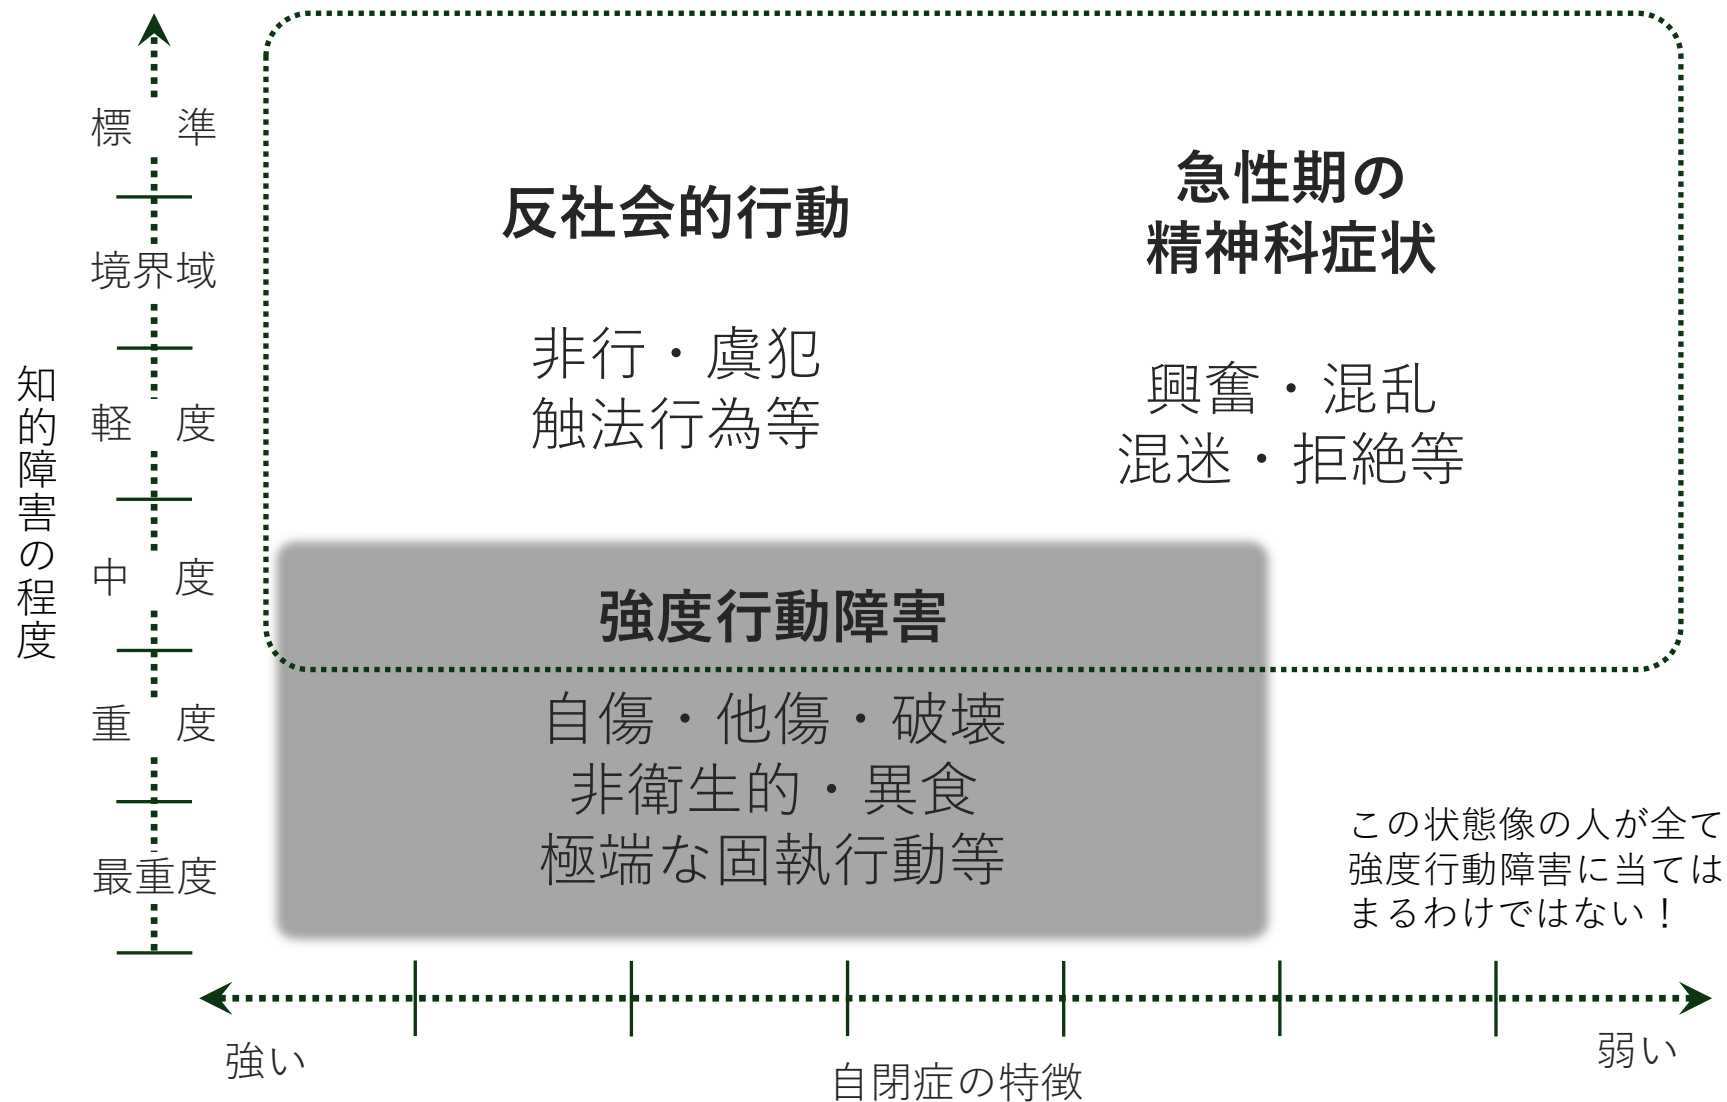 知的障害の程度
標　準
境界域
軽　度
中　度
重　度
最重度
反社会的行動
非行・虞犯
触法行為等
急性期の
精神科症状
興奮・混乱
混迷・拒絶等
強度行動障害
自傷・他傷・破壊
非衛生的・異食
極端な固執行動等
この状態像の人が全て
強度行動障害に当ては
まるわけではない！
強い
自閉症の特徴
弱い